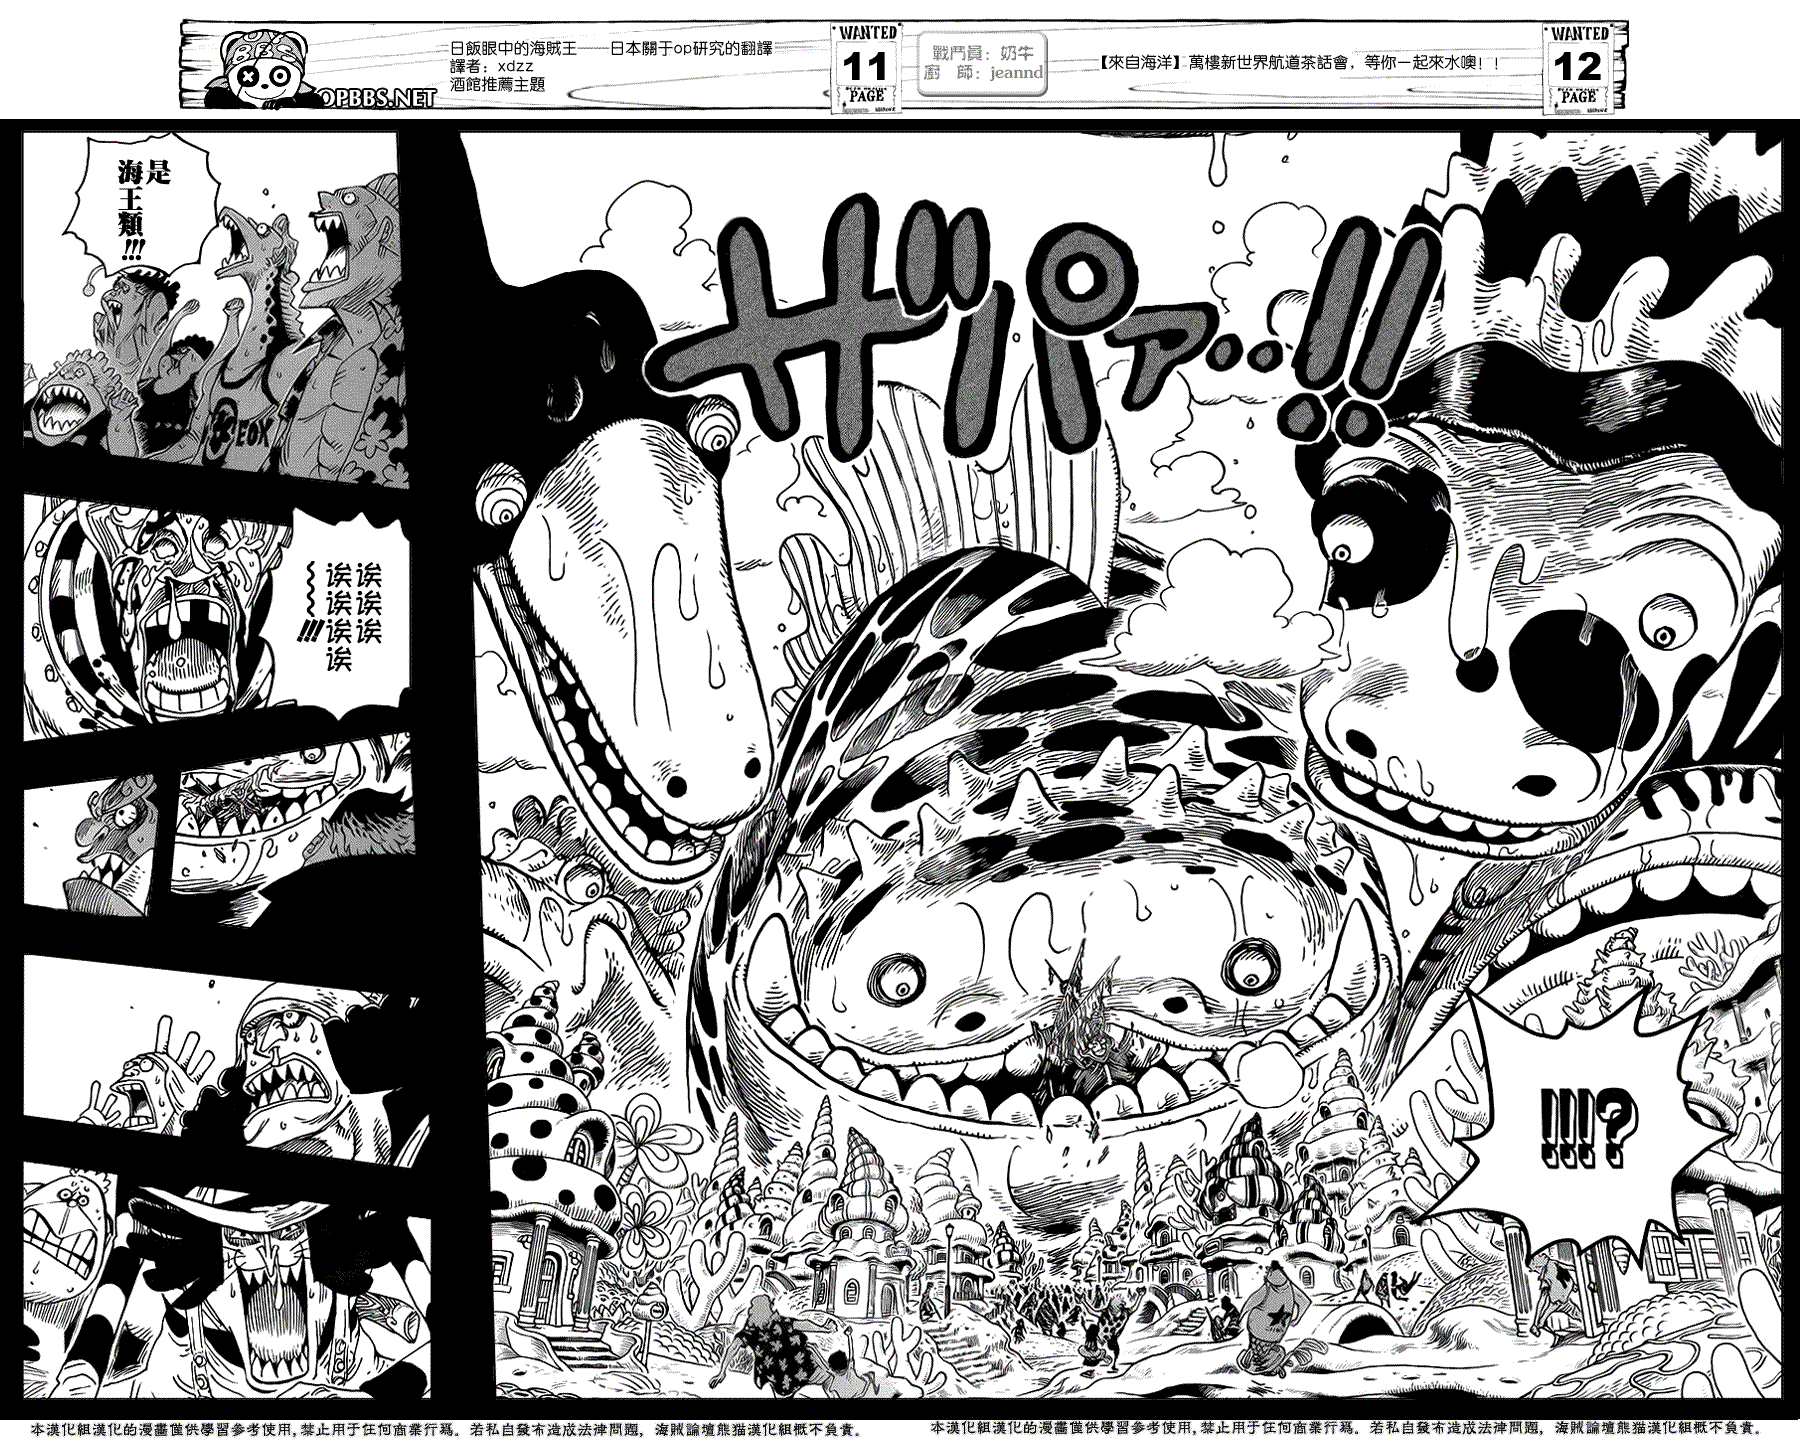 日飯眼中的海賊王——日本關于op研究的翻譯
譯者：xdzz
酒館推薦主題
OPBBS.NET
WANTED
11
PAGE
戰鬥員：奶牛
廚　師：jeannd
【來自海洋】萬樓新世界航道茶話會，等你一起來水噢！！
WANTED
12
PAGE
ザパァ‥!!
!!!?
是
海王類!!!
EOX
诶诶诶
诶诶诶诶
～～!!!
本漢化組漢化的漫畫僅供學習參考使用，禁止用于任何商業行爲。若私自發布造成法律問題，海賊論壇熊猫漢化組概不負責。
本漢化組漢化的漫畫僅供學習參考使用，禁止用于任何商業行爲。若私自發布造成法律問題，海賊論壇熊猫漢化組概不負責。